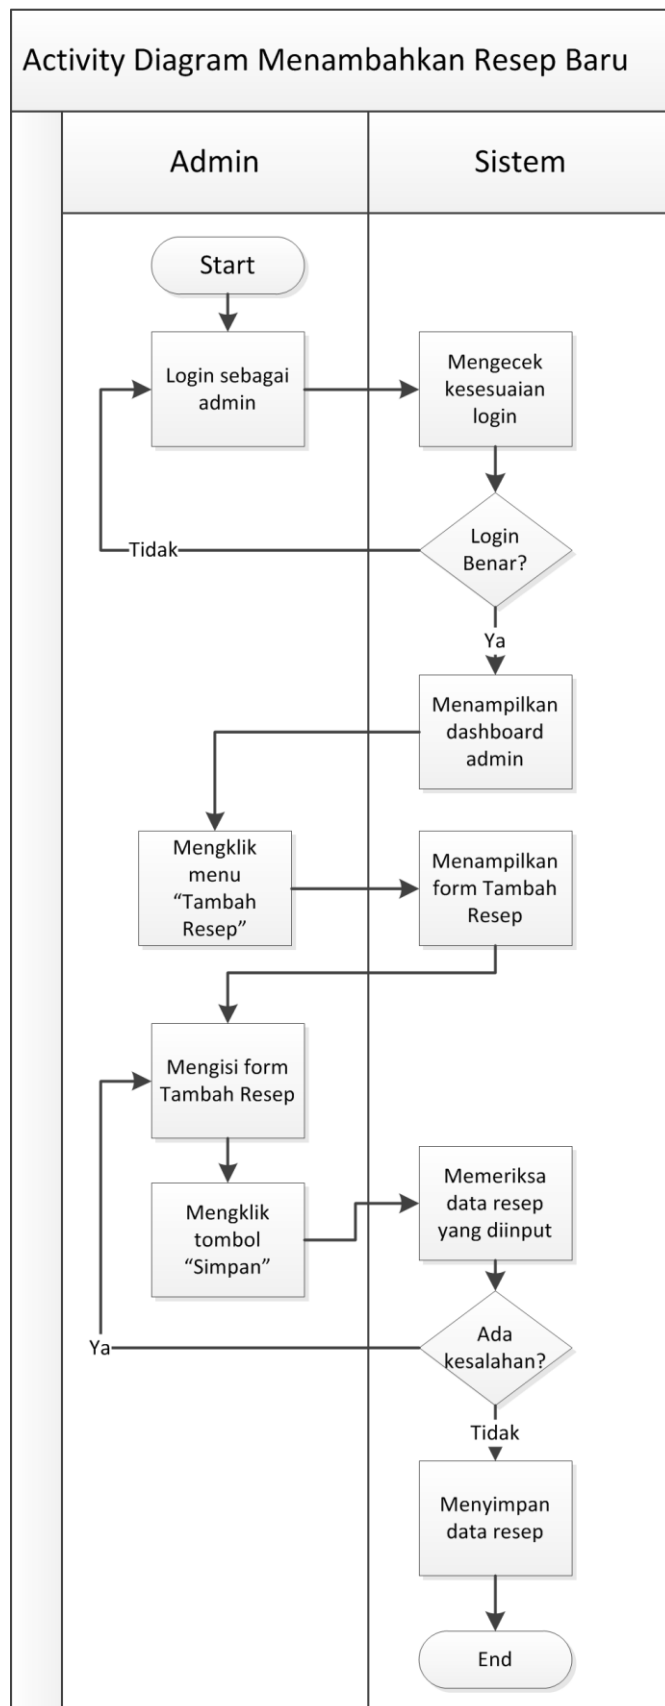 Activity Diagram Menambahkan Resep Baru
Admin
Sistem
Start
Login sebagai
admin
Mengecek
kesesuaian
login
Login
Benar?
Tidak
Ya
Menampilkan
dashboard
admin
Mengklik
menu
“Tambah
Resep”
Menampilkan
form Tambah
Resep
Mengisi form
Tambah Resep
Mengklik
tombol
“Simpan”
Memeriksa
data resep
yang diinput
Ada
kesalahan?
Ya
Tidak
Menyimpan
data resep
End